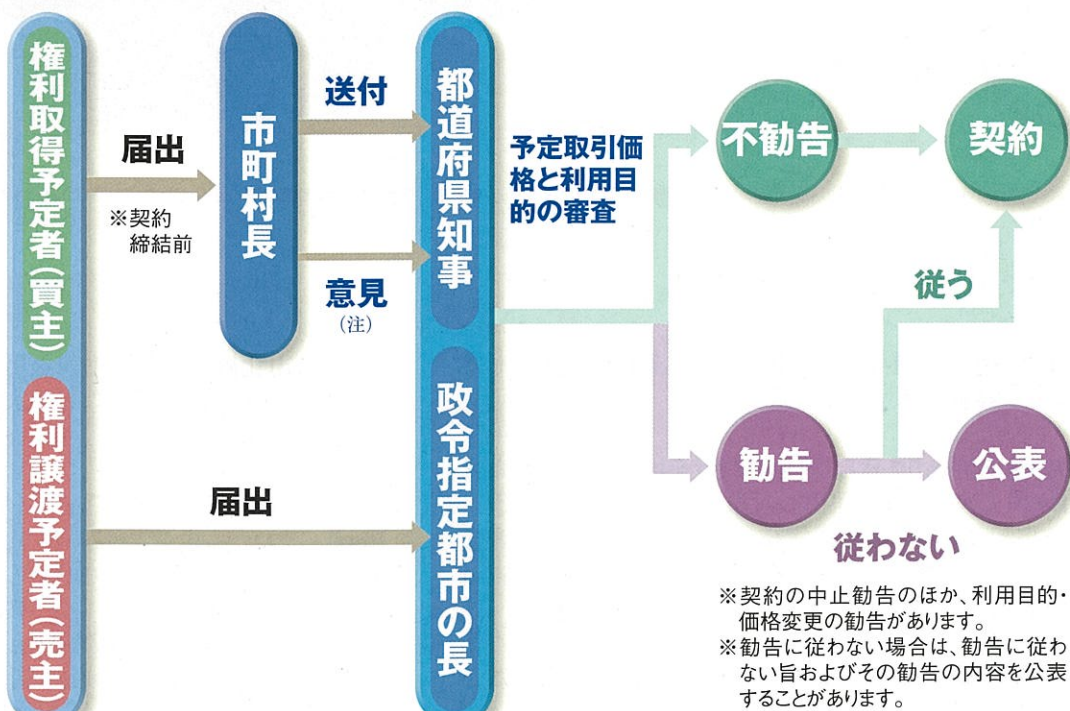 権利取得予定者（買主）
権利譲渡予定者（売主）
届出
※契約
締結前
市町村長
送付
意見
（注）
届出
都道府県知事
政令指定都市の長
予定取引価
格と利用目
的の審査
不勧告
契約
従う
勧告
公表
従わない
※契約の中止勧告のほか、利用目的・
価格変更の勧告があります。
※勧告に従わない場合は、勧告に従わ
ない旨およびその勧告の内容を公表
することがあります。